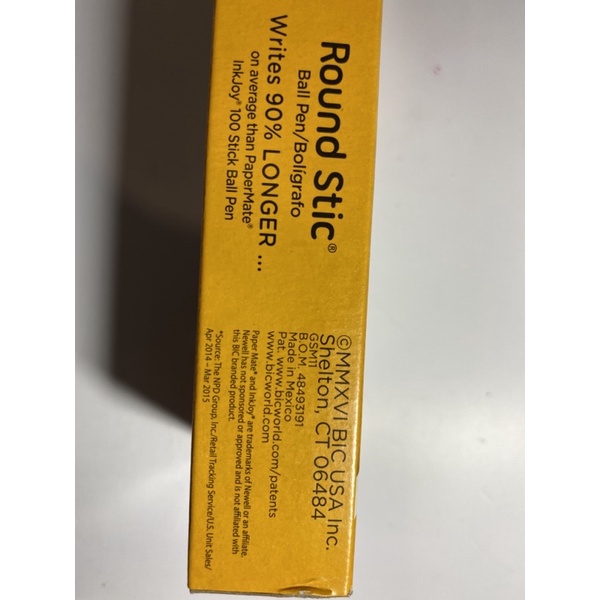 Round Stic®
Ball Pen/Bolígrafo
Writes 90% LONGER ...
on average than PaperMate®
InkJoy® 100 Stick Ball Pen
©MMXVI BIC USA Inc.
Shelton, CT 06484
GSM11
B.O.M. 48493191
Made in Mexico
Pat. www.bicworld.com/patents
www.bicworld.com
Paper Mate® and InkJoy® are trademarks of Newell or an affiliate.
Newell has not sponsored or approved and is not affiliated with
this BIC branded product.
*Source: The NPD Group, Inc./Retail Tracking Service/U.S. Unit Sales/
Apr 2014 – Mar 2015